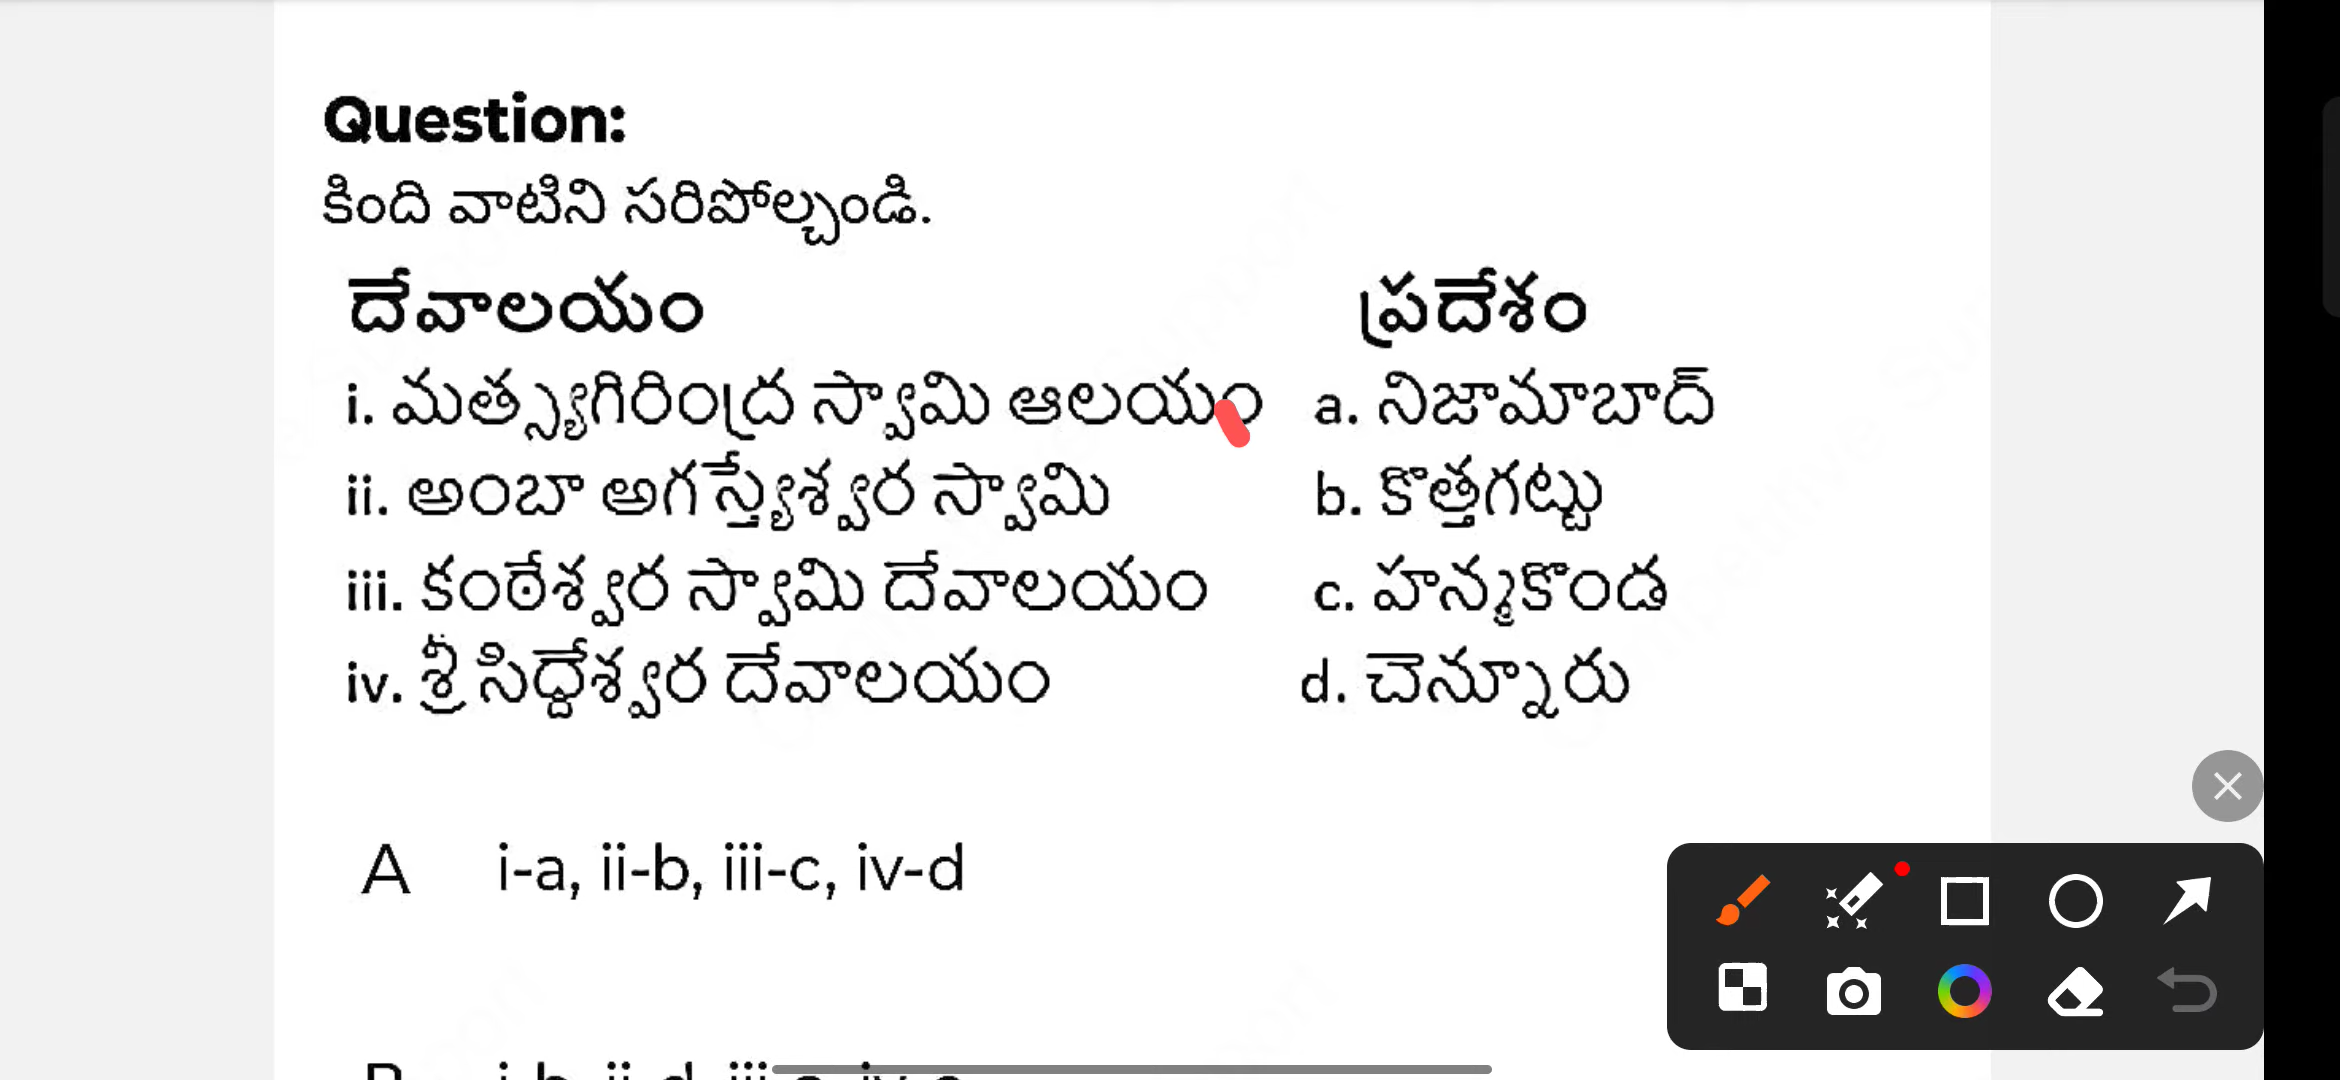 Question:
కింది వాటిని సరిపోల్చండి.
దేవాలయం ప్రదేశం
i. మత్స్యగిరింద్ర స్వామి ఆలయం a. నిజామాబాద్
ii. అంబా అగస్త్యేశ్వర స్వామి b. కొత్తగట్టు
iii. కంఠేశ్వర స్వామి దేవాలయం c. హన్మకొండ
iv. శ్రీ సిద్దేశ్వర దేవాలయం d. చెన్నూరు
A i-a, ii-b, iii-c, iv-d